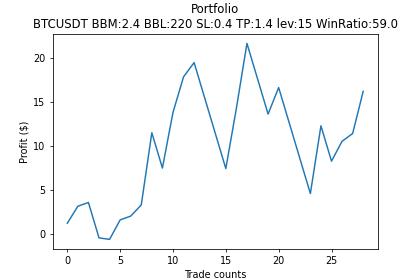 Portfolio
BTCUSDT BBM:2.4 BBL:220 SL:0.4 TP:1.4 lev:15 WinRatio:59.0
20
15
10
5
0
Profit ($)
0 5 10 15 20 25
Trade counts